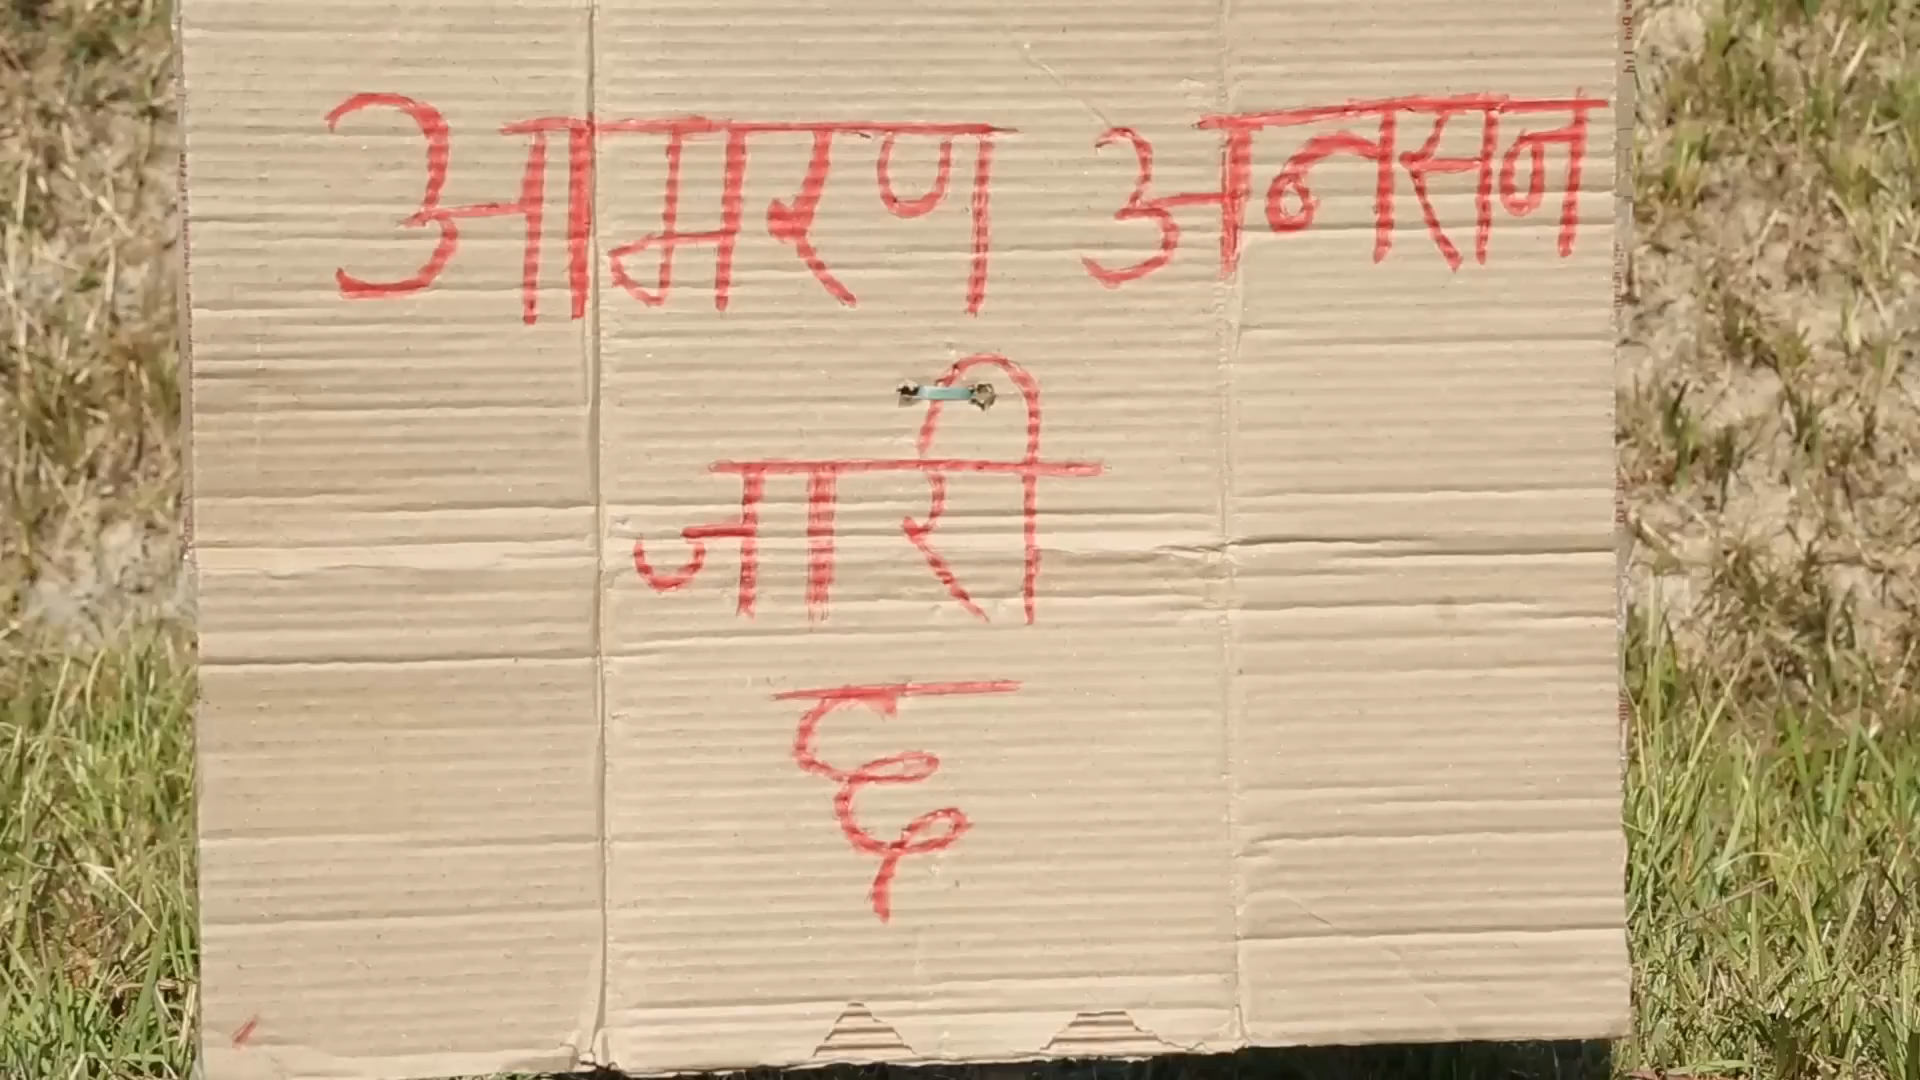 आमरण अनसन
जारी
छ